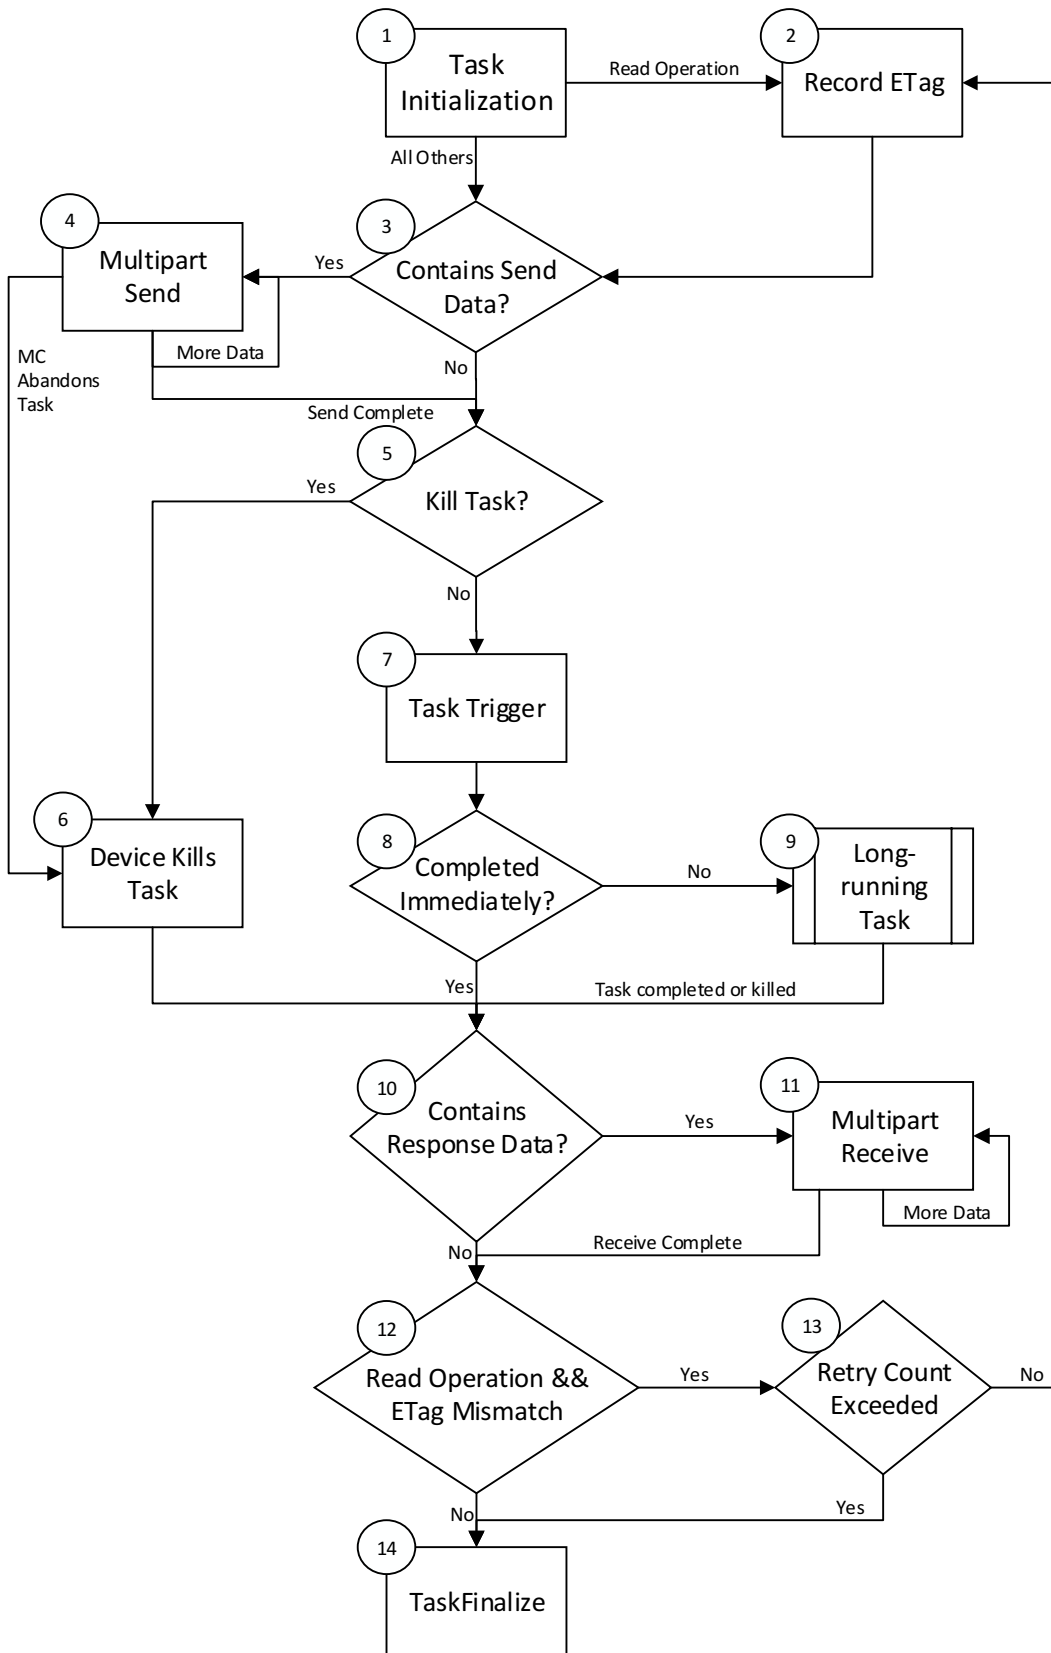 1
Task
Initialization
Read Operation
2
Record ETag
All Others
3
Contains Send
Data?
Yes
4
Multipart
Send
More Data
MC
Abandons
Task
No
Send Complete
5
Kill Task?
Yes
No
7
Task Trigger
6
Device Kills
Task
8
Completed
Immediately?
No
9
Long-
running
Task
Yes
Task completed or killed
10
Contains
Response Data?
Yes
11
Multipart
Receive
More Data
No
Receive Complete
12
Read Operation &&
ETag Mismatch
Yes
13
Retry Count
Exceeded
No
No
Yes
14
TaskFinalize